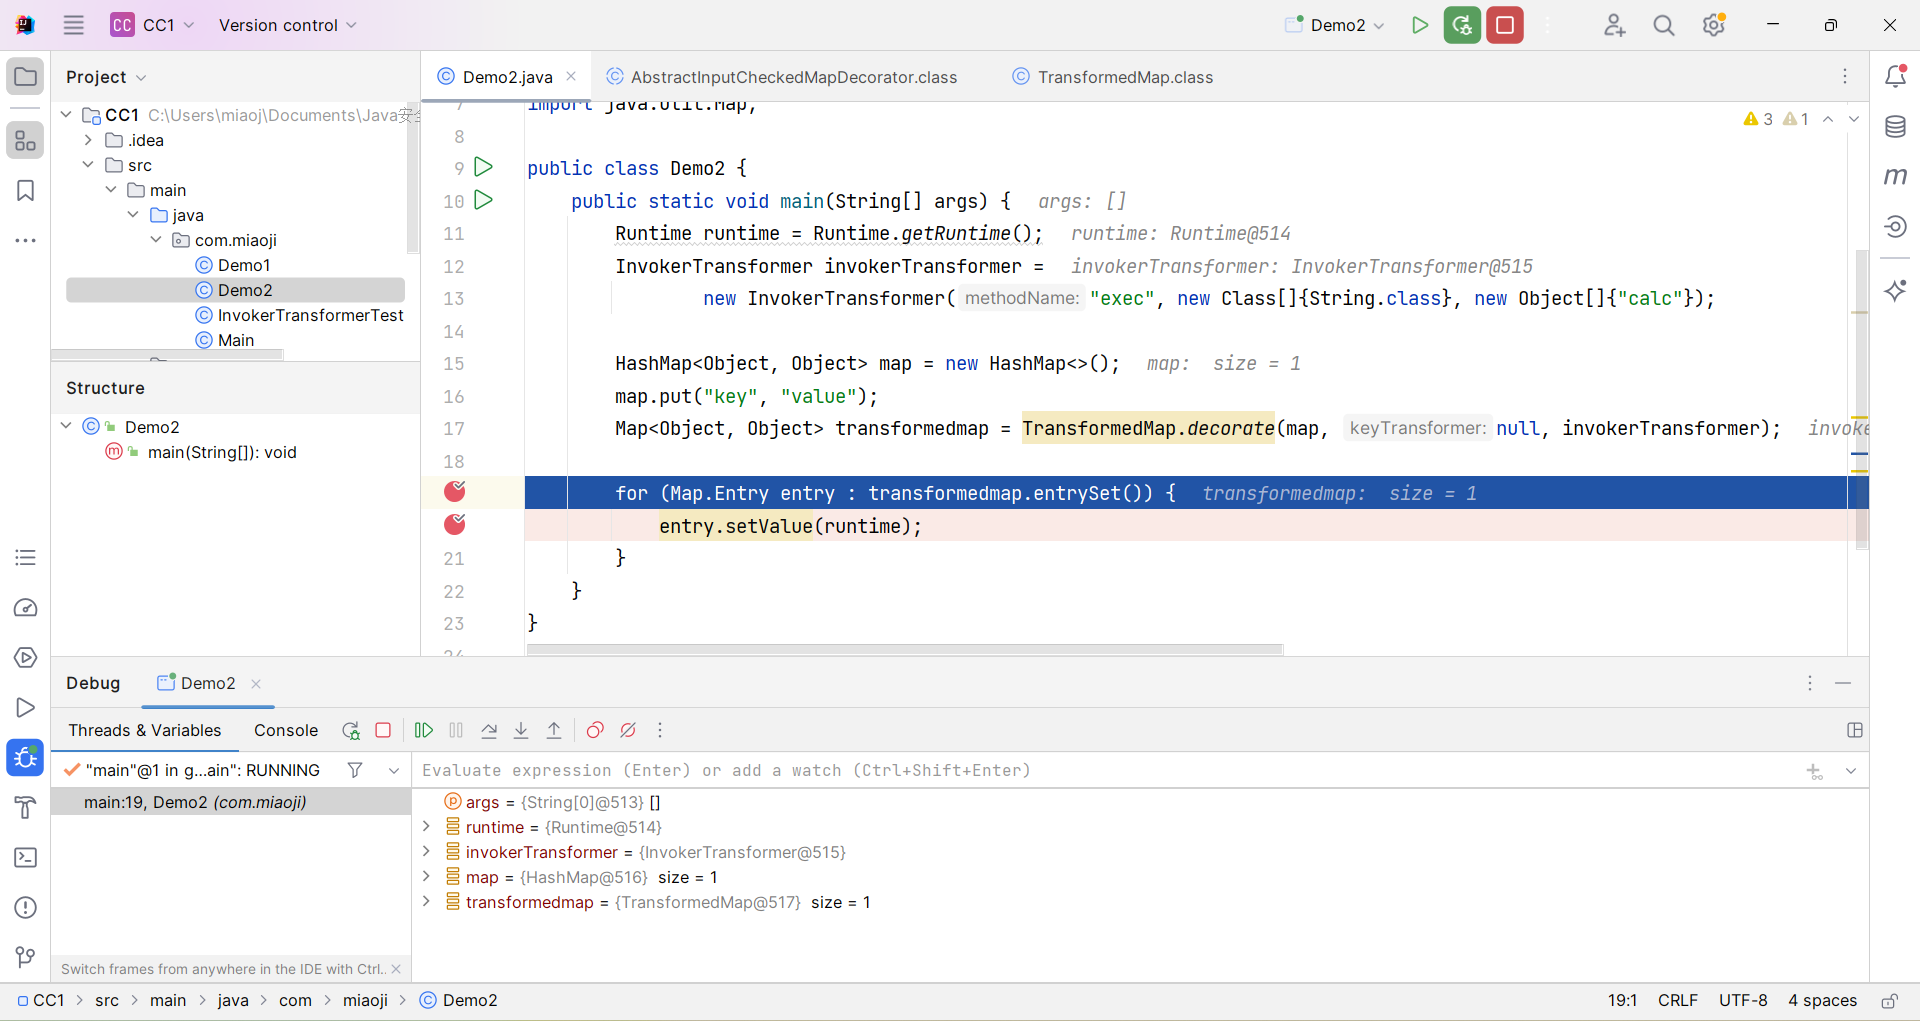 CC CC1 Version control Demo2
Project
CC1 C:\Users\miaoj\Documents\Java安全
.idea
src
main
java
com.miaoji
Demo1
Demo2
InvokerTransformerTest
Main
Structure
Demo2
main(String[]): void
Demo2.java AbstractInputCheckedMapDecorator.class TransformedMap.class
3 1
7 import java.util.Map;
8
9 public class Demo2 {
10 public static void main(String[] args) { args: []
11 Runtime runtime = Runtime.getRuntime(); runtime: Runtime@514
12 InvokerTransformer invokerTransformer = invokerTransformer: InvokerTransformer@515
13 new InvokerTransformer( methodName: "exec", new Class[]{String.class}, new Object[]{"calc"});
14
15 HashMap<Object, Object> map = new HashMap<>(); map: size = 1
16 map.put("key", "value");
17 Map<Object, Object> transformedmap = TransformedMap.decorate(map, keyTransformer: null, invokerTransformer); invoke
18
for (Map.Entry entry : transformedmap.entrySet()) { transformedmap: size = 1
entry.setValue(runtime);
21 }
22 }
23 }
24
Debug Demo2
Threads & Variables Console
"main"@1 in g...ain": RUNNING
main:19, Demo2 (com.miaoji)
Switch frames from anywhere in the IDE with Ctrl..
Evaluate expression (Enter) or add a watch (Ctrl+Shift+Enter)
args = {String[0]@513} []
runtime = {Runtime@514}
invokerTransformer = {InvokerTransformer@515}
map = {HashMap@516} size = 1
transformedmap = {TransformedMap@517} size = 1
CC1 > src > main > java > com > miaoji > Demo2 19:1 CRLF UTF-8 4 spaces